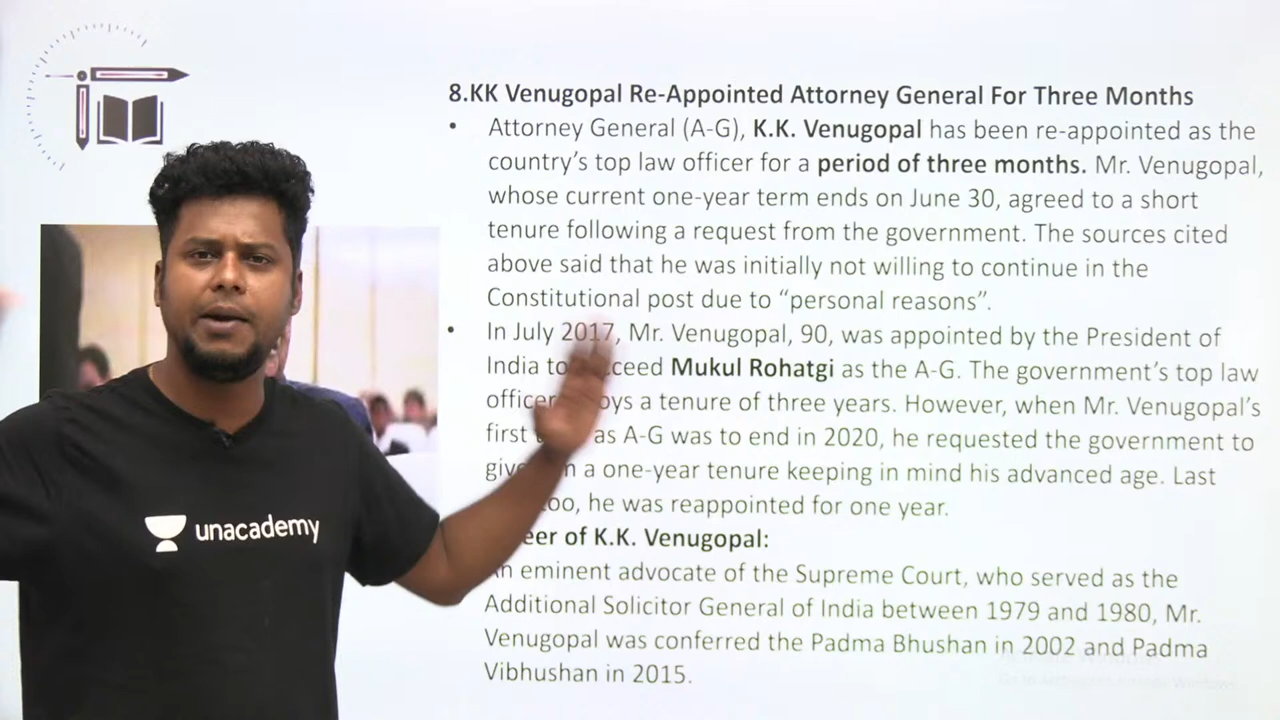 8.KK Venugopal Re-Appointed Attorney General For Three Months
• Attorney General (A-G), K.K. Venugopal has been re-appointed as the
country's top law officer for a period of three months. Mr. Venugopal,
whose current one-year term ends on June 30, agreed to a short
tenure following a request from the government. The sources cited
above said that he was initially not willing to continue in the
Constitutional post due to “personal reasons”.
• In July 2017, Mr. Venugopal, 90, was appointed by the President of
India to ceed Mukul Rohatgi as the A-G. The government's top law
officer oys a tenure of three years. However, when Mr. Venugopal's
first as A-G was to end in 2020, he requested the government to
give a one-year tenure keeping in mind his advanced age. Last
oo, he was reappointed for one year.
eer of K.K. Venugopal:
An eminent advocate of the Supreme Court, who served as the
Additional Solicitor General of India between 1979 and 1980, Mr.
Venugopal was conferred the Padma Bhushan in 2002 and Padma
Vibhushan in 2015.
unacademy